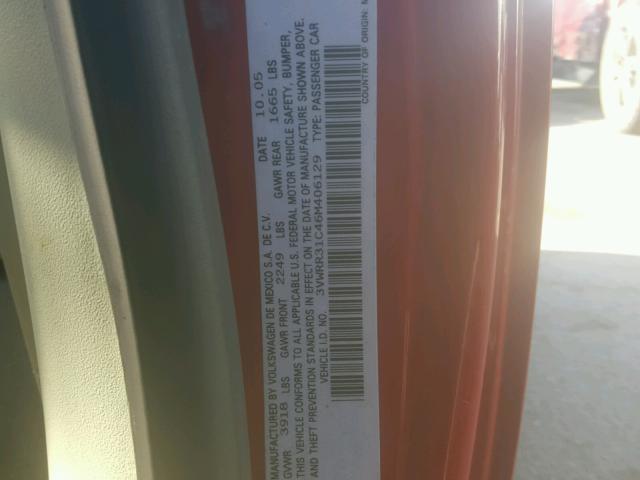 MANUFACTURED BY VOLKSWAGEN DE MEXICO S.A. DE C.V. DATE 10.05
GVWR 3918 LBS GAWR FRONT 2249 LBS GAWR REAR 1665 LBS
THIS VEHICLE CONFORMS TO ALL APPLICABLE U.S. FEDERAL MOTOR VEHICLE SAFETY, BUMPER,
AND THEFT PREVENTION STANDARDS IN EFFECT ON THE DATE OF MANUFACTURE SHOWN ABOVE.
VEHICLE I.D. NO. 3VWRR31C46M406129 TYPE: PASSENGER CAR
COUNTRY OF ORIGIN: